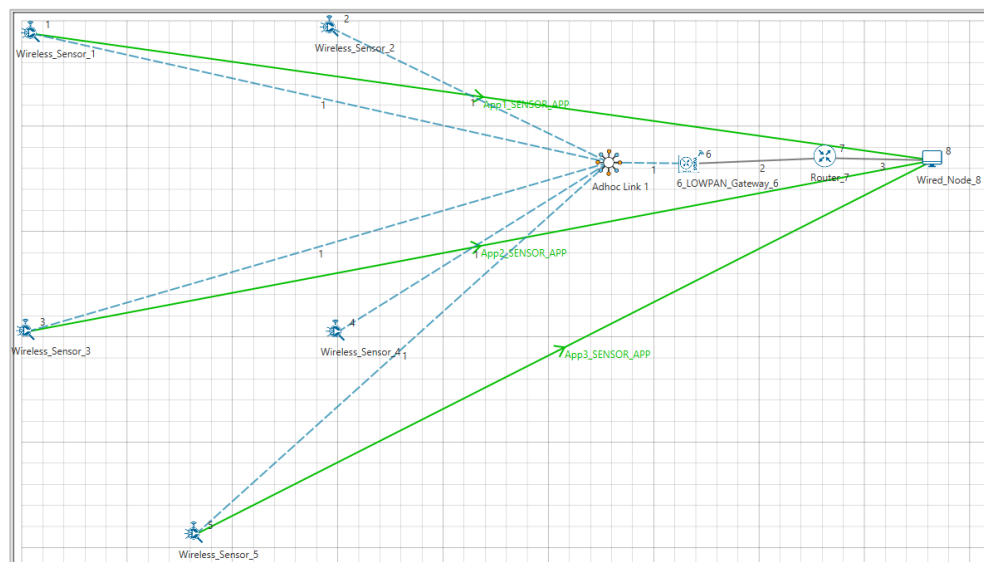 1
Wireless_Sensor_1
2
Wireless_Sensor_2
1
1
App1_SENSOR_APP
Adhoc Link 1
1
6
6_LOWPAN_Gateway_6
2
7
Router_7
3
8
Wired_Node_8
1
1
App2_SENSOR_APP
3
Wireless_Sensor_3
4
Wireless_Sensor_4
1
App3_SENSOR_APP
5
Wireless_Sensor_5